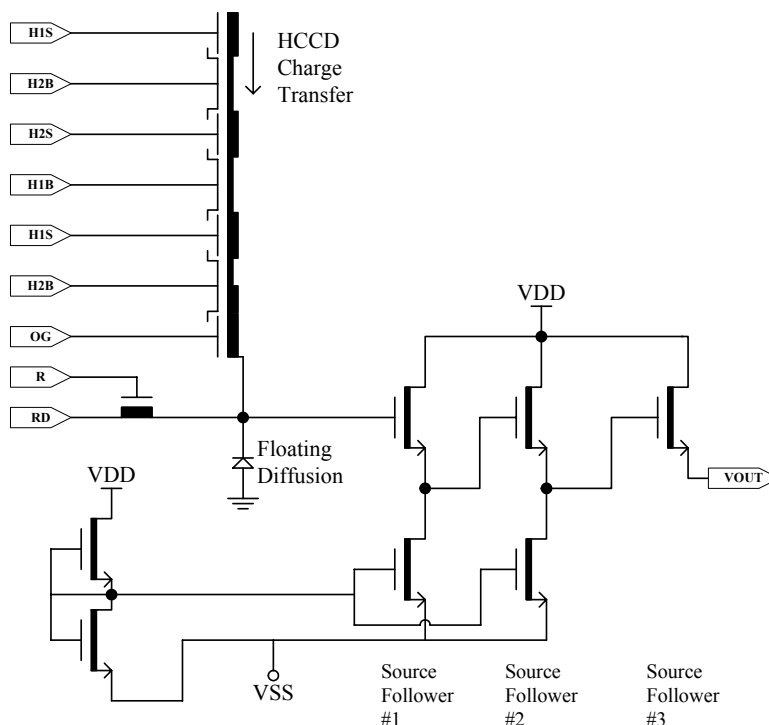 H1S
HCCD
Charge
Transfer
H2B
H2S
H1B
H1S
H2B
OG
R
RD
VDD
Floating
Diffusion
VDD
VOUT
VSS
Source
Follower
#1
Source
Follower
#2
Source
Follower
#3